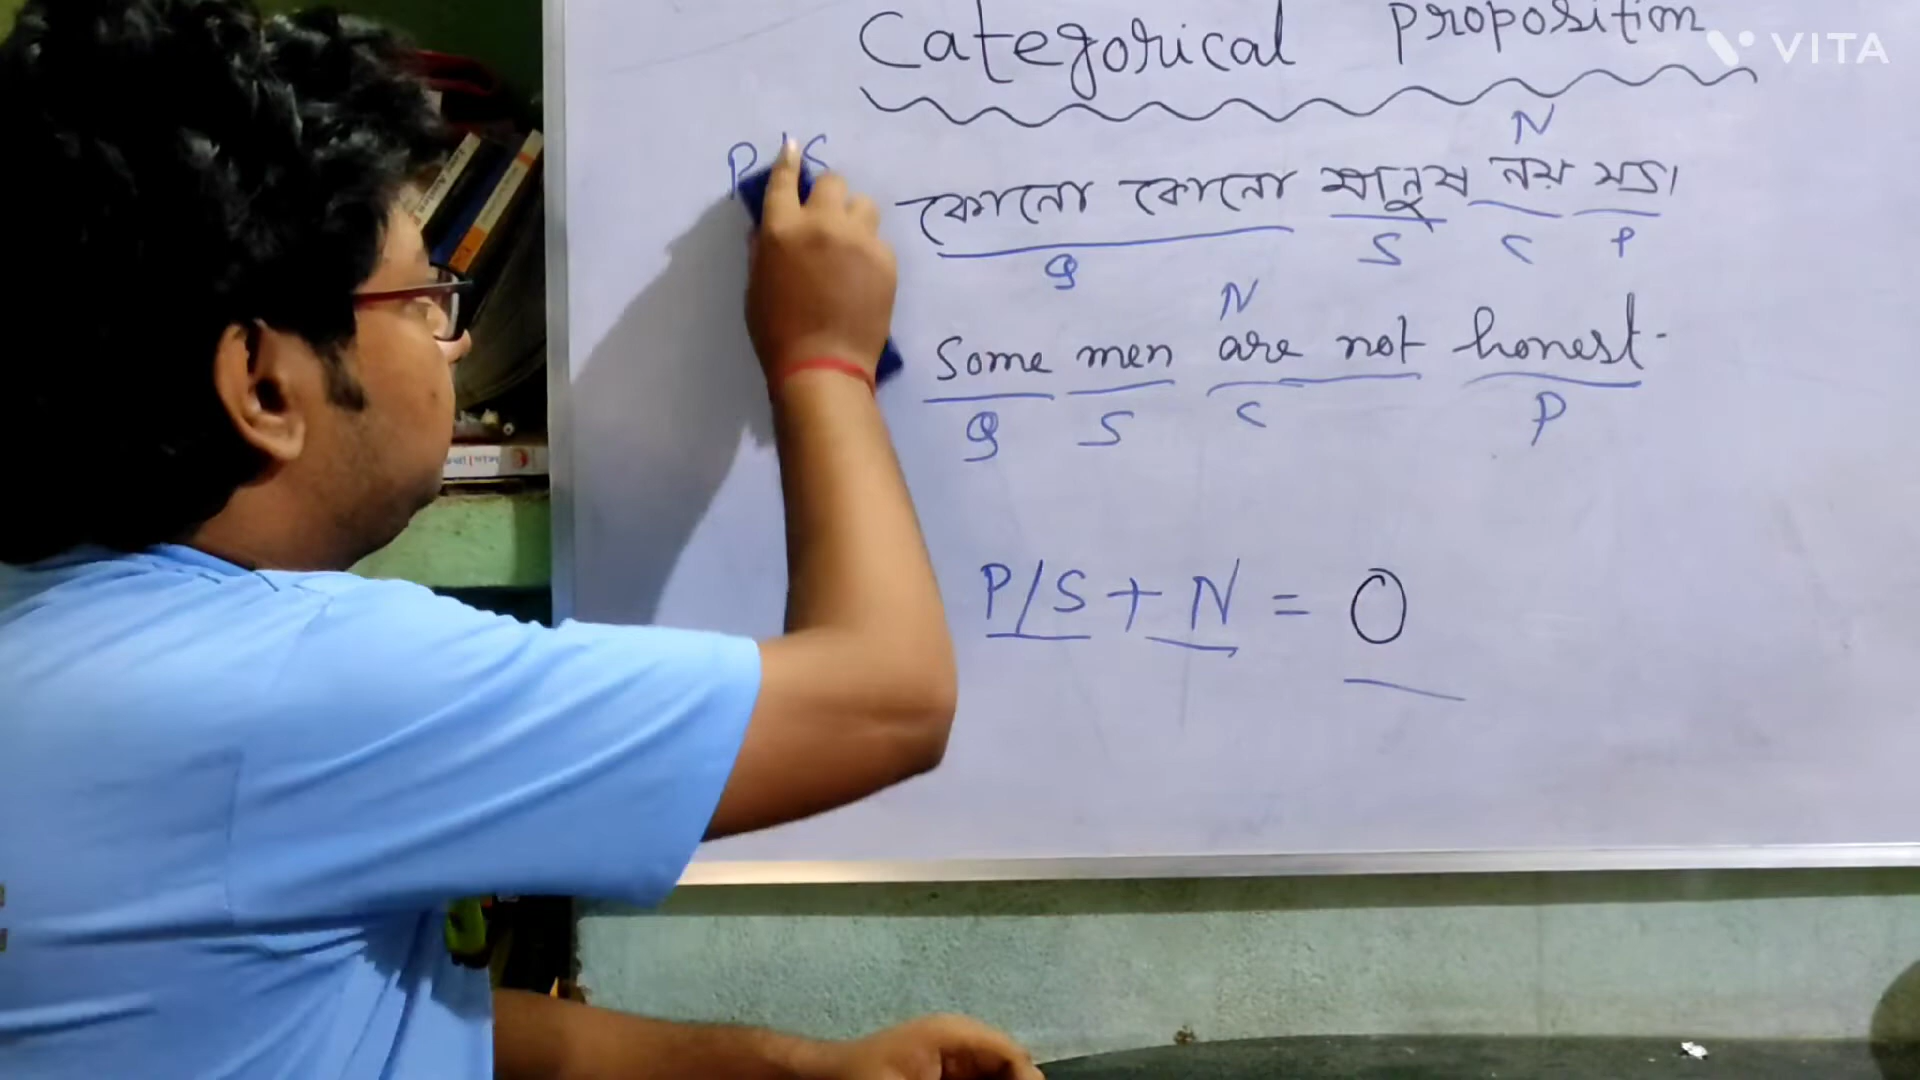 Categorical proposition
VITA
P/S
N
কোনো কোনো মানুষ নয় সৎ।
Q S C P
N
Some men are not honest.
Q S C P
P/S + N = O